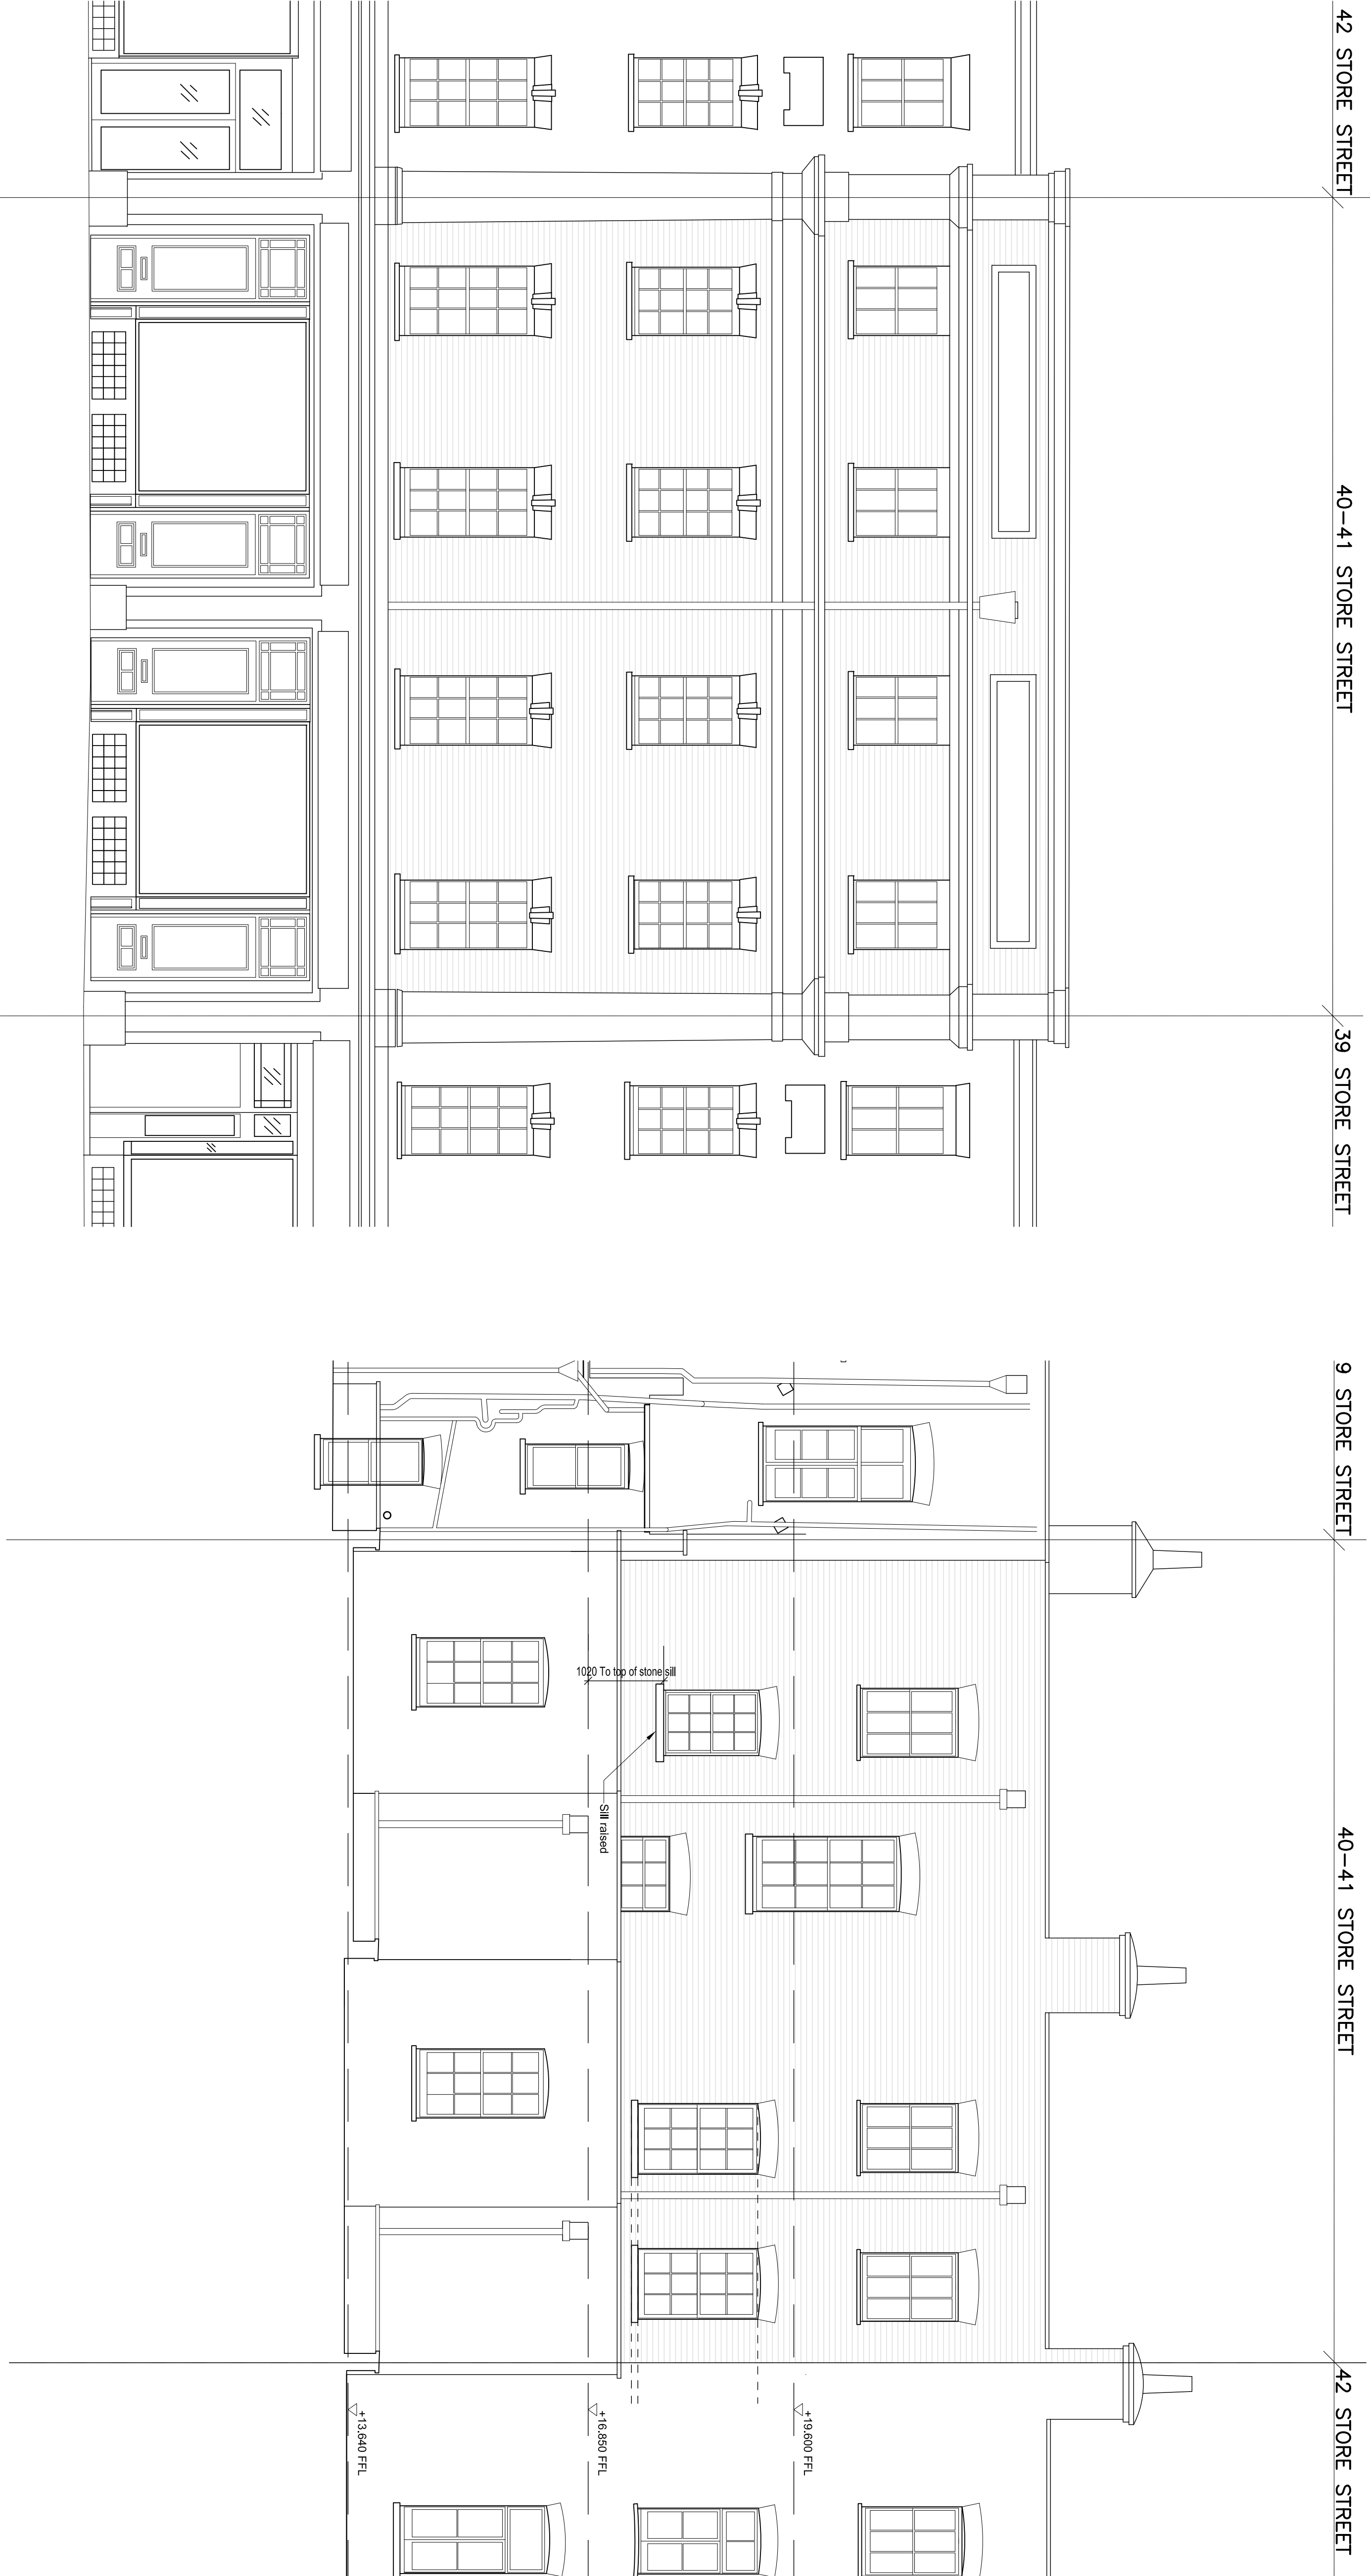 42 STORE STREET
40-41 STORE STREET
39 STORE STREET
9 STORE STREET
40-41 STORE STREET
42 STORE STREET
1020 To top of stone sill
Sill raised
+19.600 FFL
+16.850 FFL
+13.640 FFL